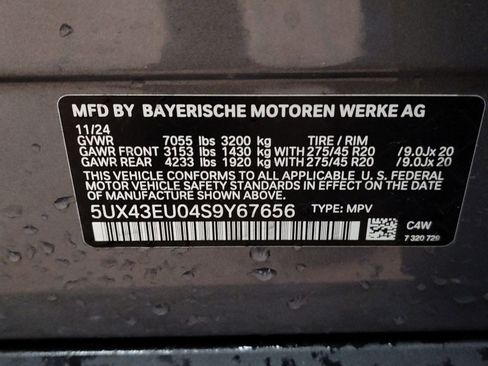 MFD BY BAYERISCHE MOTOREN WERKE AG
11/24
GVWR 7055 lbs 3200 kg TIRE / RIM
GAWR FRONT 3153 lbs 1430 kg WITH 275/45 R20 /9.0Jx 20
GAWR REAR 4233 lbs 1920 kg WITH 275/45 R20 /9.0Jx 20
THIS VEHICLE CONFORMS TO ALL APPLICABLE U. S. FEDERAL
MOTOR VEHICLE SAFETY STANDARDS IN EFFECT ON THE DATE
OF MANUFACTURE SHOWN ABOVE.
5UX43EU04S9Y67656 TYPE: MPV
C4W
7 320 729